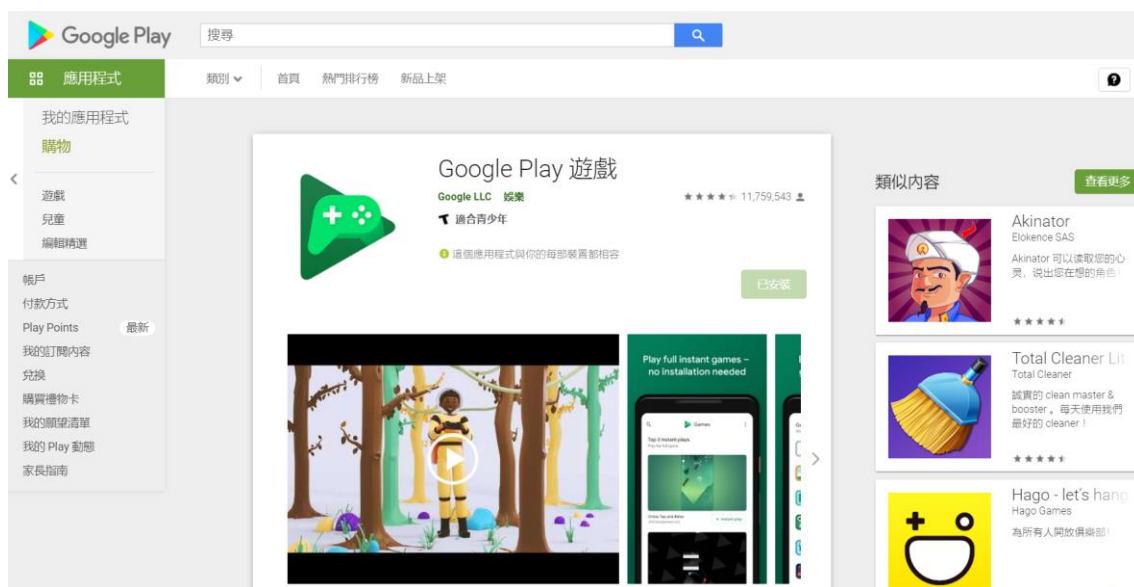 Google Play
搜尋
應用程式
類別
首頁
熱門排行榜
新品上架
我的應用程式
購物
遊戲
兒童
編輯精選
帳戶
付款方式
Play Points 最新
我的訂閱內容
兌換
購買禮物卡
我的願望清單
我的 Play 動態
家長指南
Google Play 遊戲
Google LLC 娛樂
11,759,543
適合青少年
這個應用程式與你的每部裝置都相容
已安裝
Play full instant games –
no installation needed
Games
Top 5 instant plays
+ Instant play
類似內容
查看更多
Akinator
Elokence SAS
Akinator 可以读取您的心
灵，说出您在想的角色
Total Cleaner Lit
Total Cleaner
誠實的 clean master &
booster 。每天使用我們
最好的 cleaner！
Hago - let's hang
Hago Games
為所有人開放俱樂部